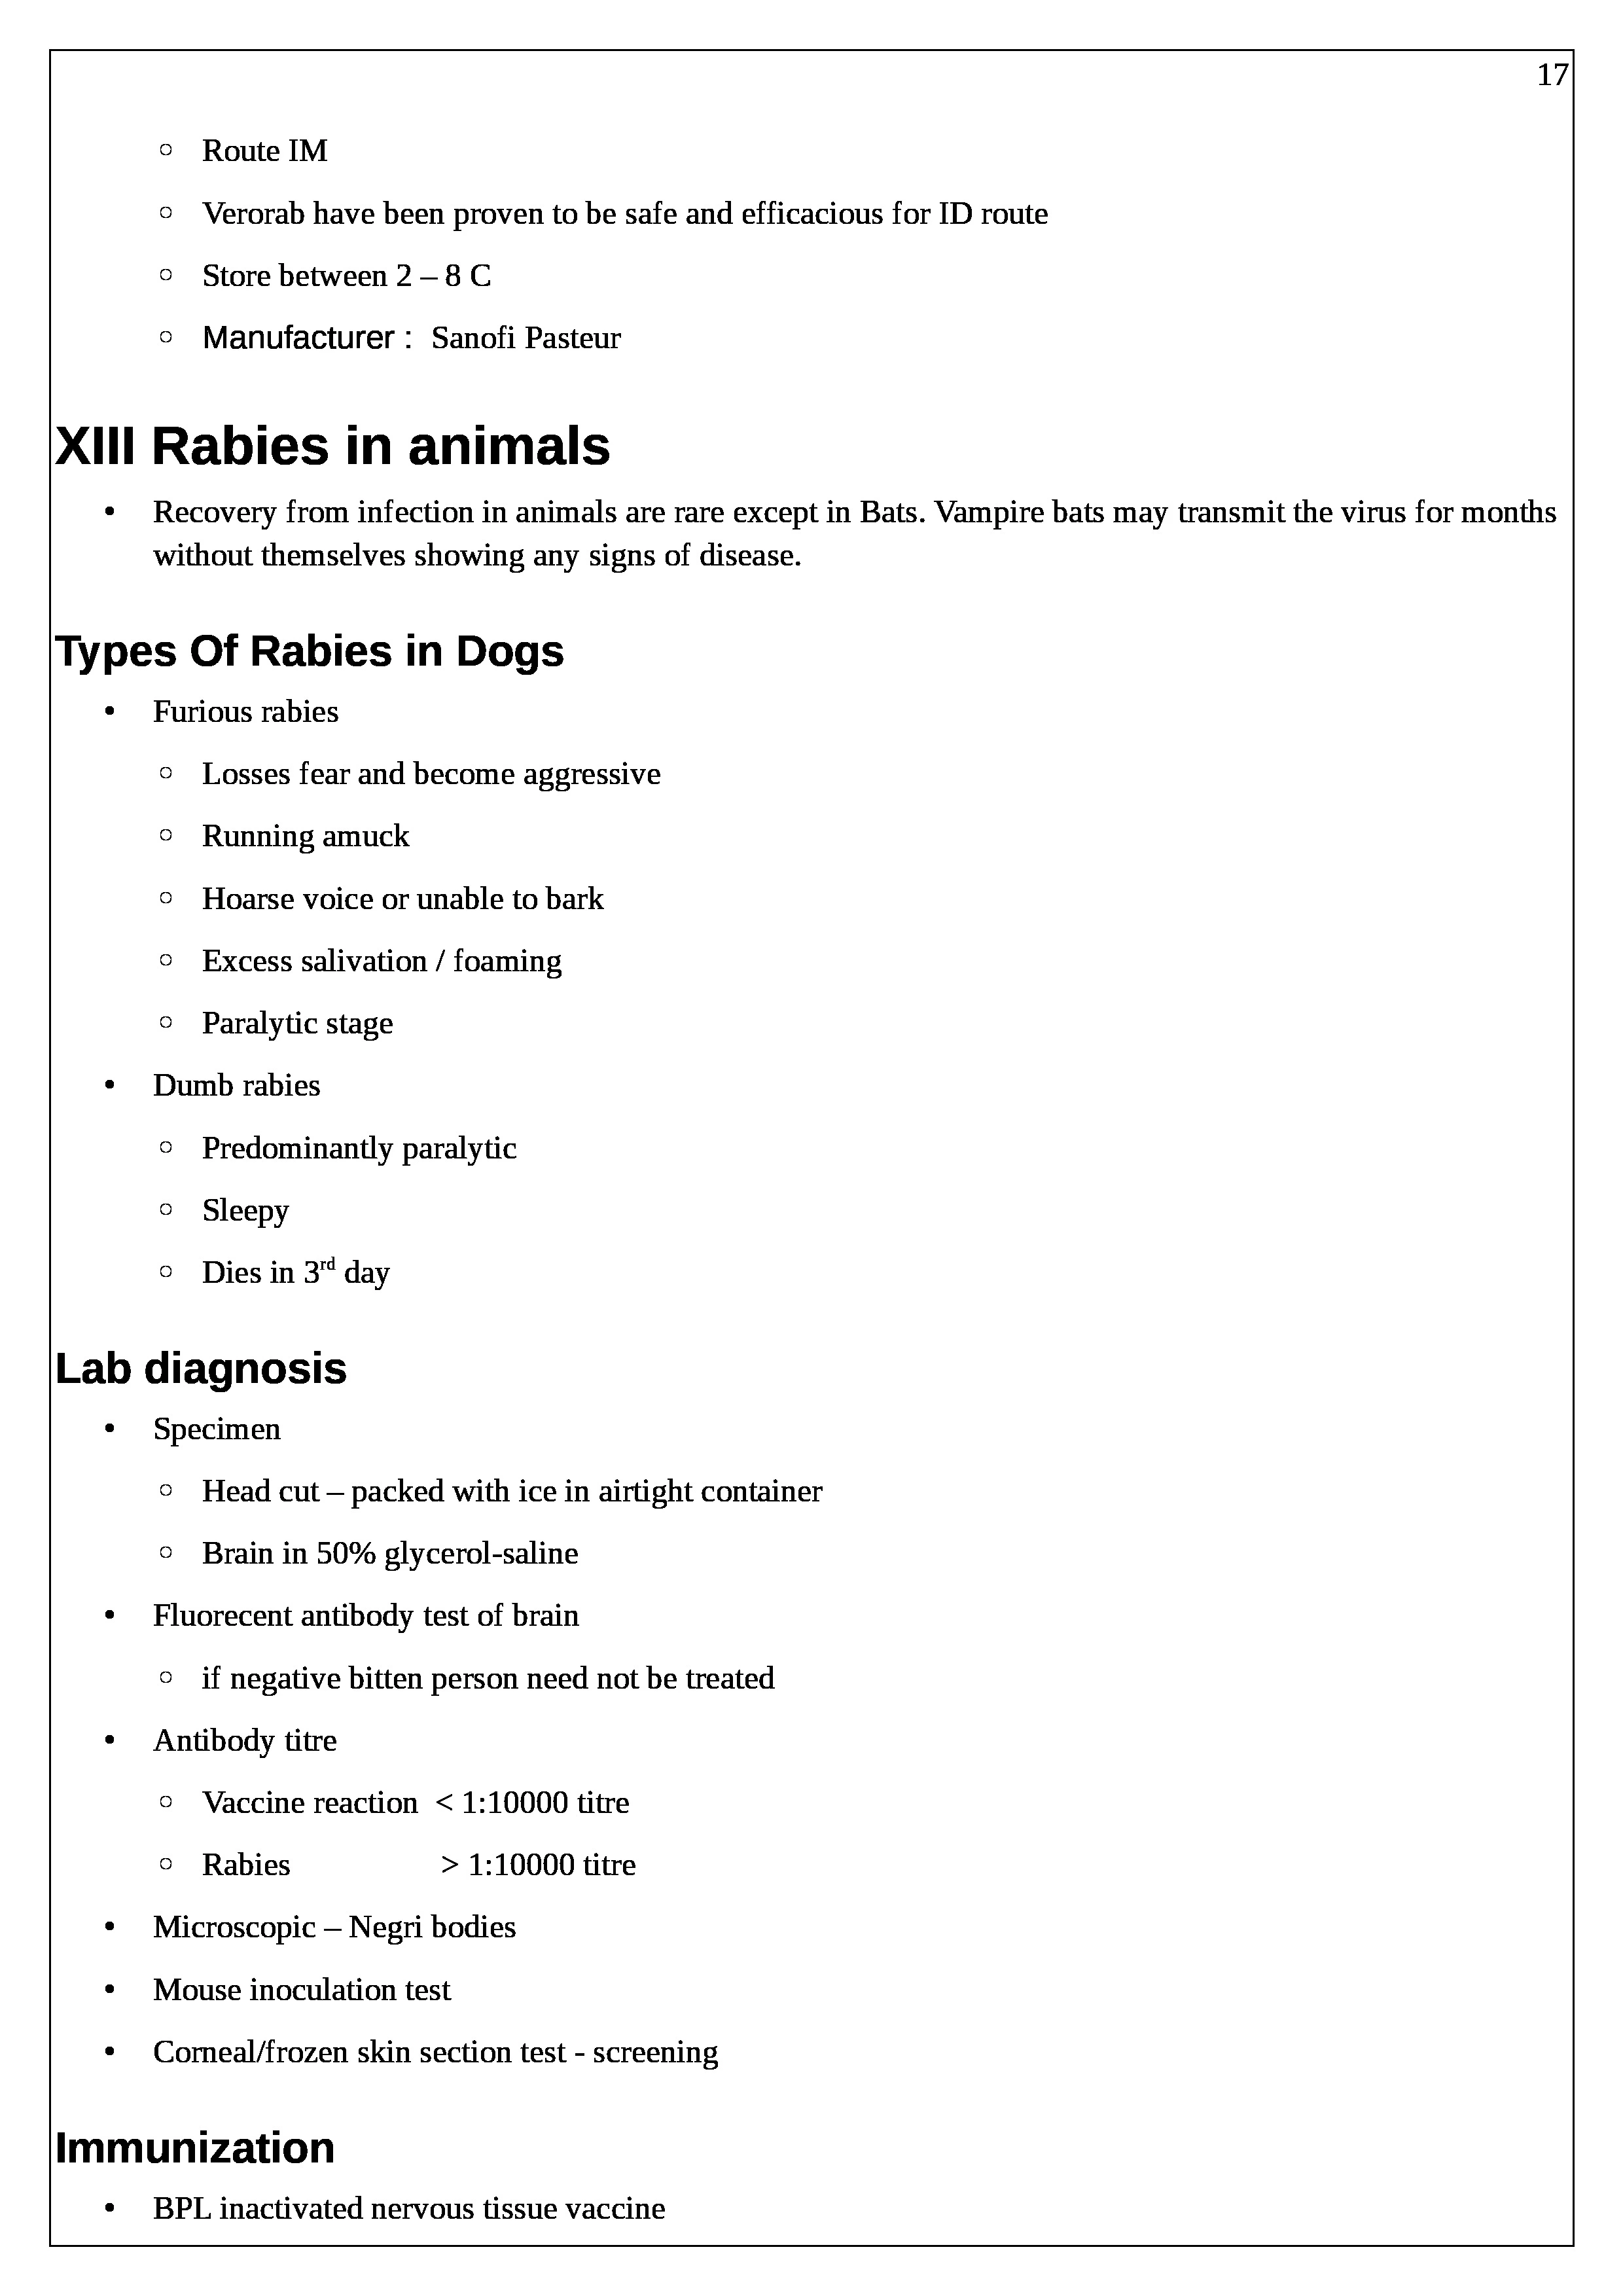 17
○ Route IM
○ Verorab have been proven to be safe and efficacious for ID route
○ Store between 2 – 8 C
○ Manufacturer :  Sanofi Pasteur
XIII Rabies in animals
• Recovery from infection in animals are rare except in Bats. Vampire bats may transmit the virus for months
without themselves showing any signs of disease.
Types Of Rabies in Dogs
• Furious rabies
○ Losses fear and become aggressive
○ Running amuck
○ Hoarse voice or unable to bark
○ Excess salivation / foaming
○ Paralytic stage
• Dumb rabies
○ Predominantly paralytic
○ Sleepy
○ Dies in 3rd day
Lab diagnosis
• Specimen
○ Head cut – packed with ice in airtight container
○ Brain in 50% glycerol-saline
• Fluorecent antibody test of brain
○ if negative bitten person need not be treated
• Antibody titre
○ Vaccine reaction  < 1:10000 titre
○ Rabies  > 1:10000 titre
• Microscopic – Negri bodies
• Mouse inoculation test
• Corneal/frozen skin section test - screening
Immunization
• BPL inactivated nervous tissue vaccine